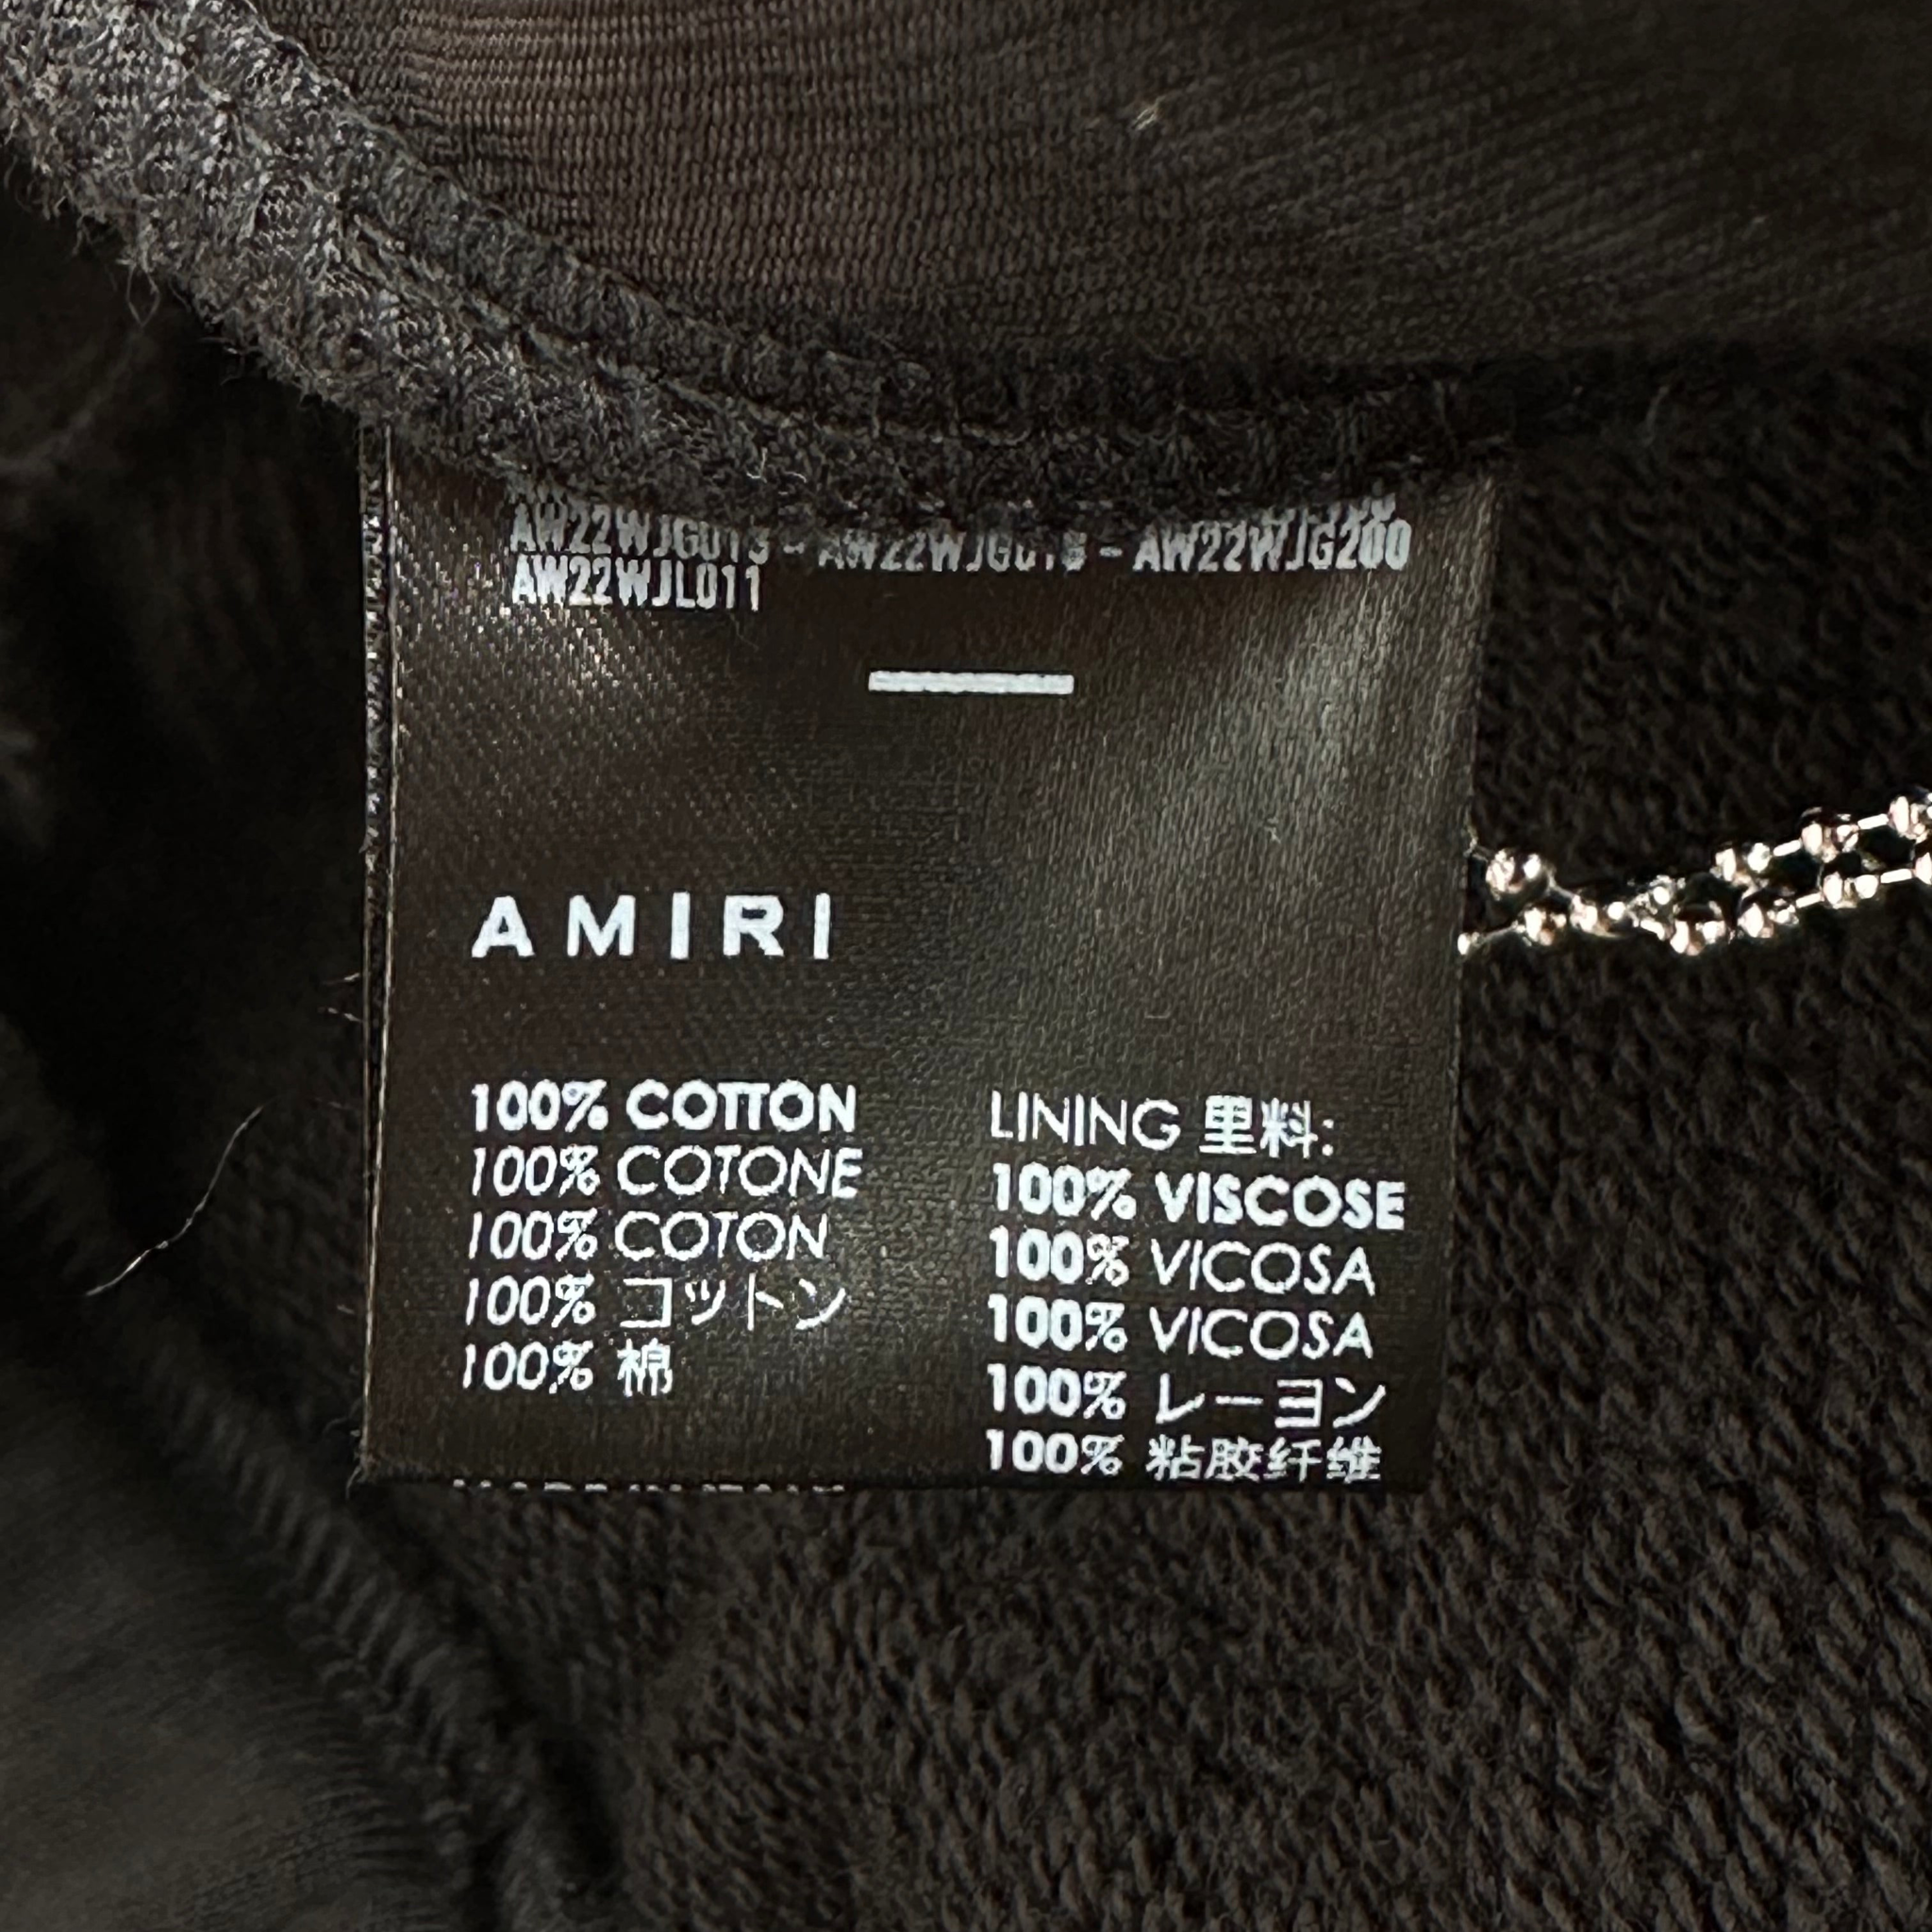 AW22WJG013 - AW22WJG018 - AW22WJG200
AW22WJL011
AMIRI
100% COTTON
100% COTONE
100% COTON
100% コットン
100% 棉
LINING 里料:
100% VISCOSE
100% VICOSA
100% VICOSA
100% レーヨン
100% 粘胶纤维